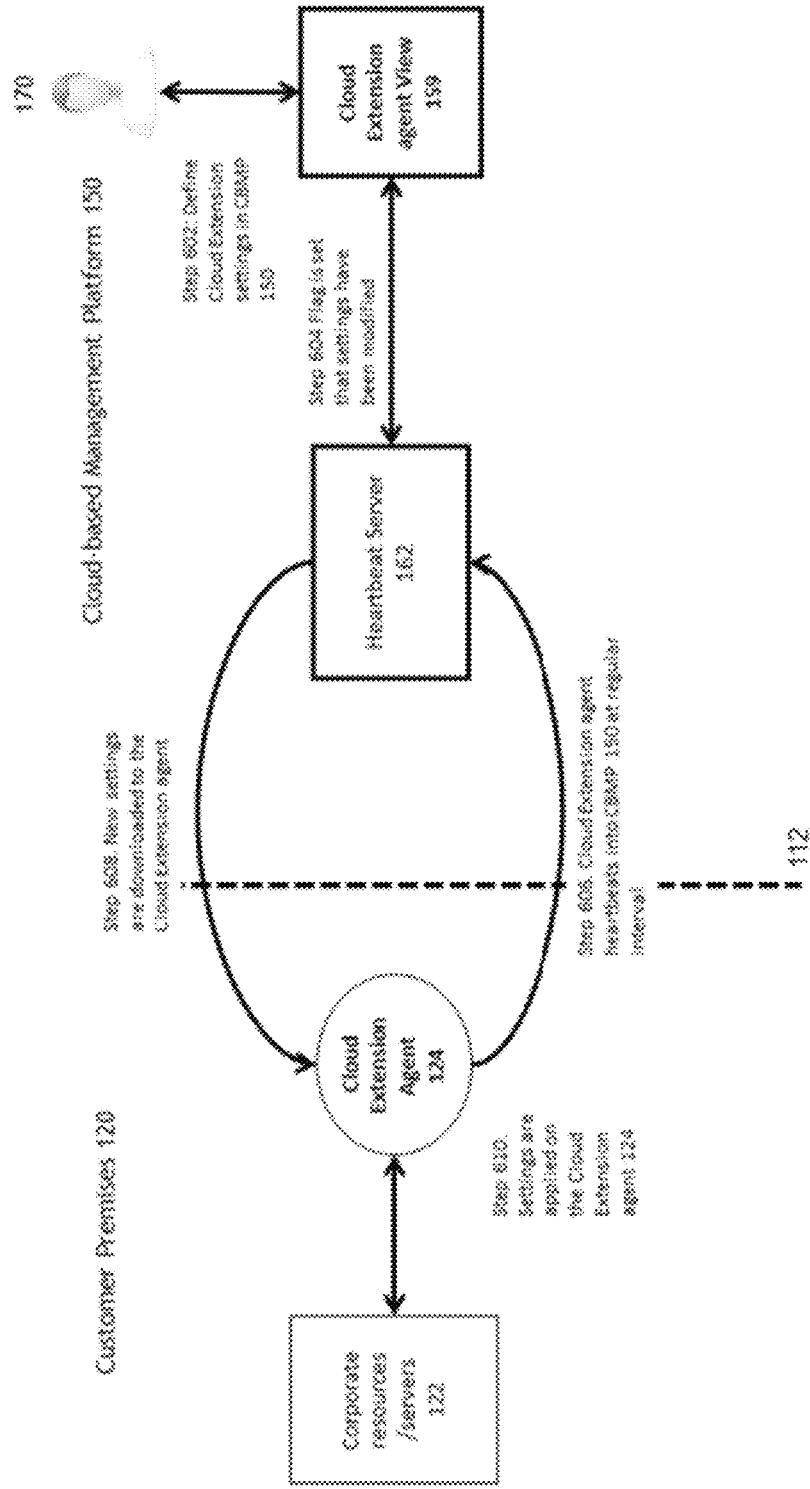 Customer Premises 120
Cloud-based Management Platform 150
170
Step 608. New settings
are downloaded to the
Cloud Extension agent
Step 602: Define
Cloud Extension
settings in CBMP
150
Step 604 Flag is set
that settings have
been modified
Corporate
resources
/servers
122
Cloud
Extension
Agent
124
Heartbeat Server
162
Cloud
Extension
agent View
159
Step 610.
Settings are
applied on
the Cloud
Extension
agent 124
Step 606. Cloud Extension agent
heartbeats into CBMP 150 at regular
interval
112